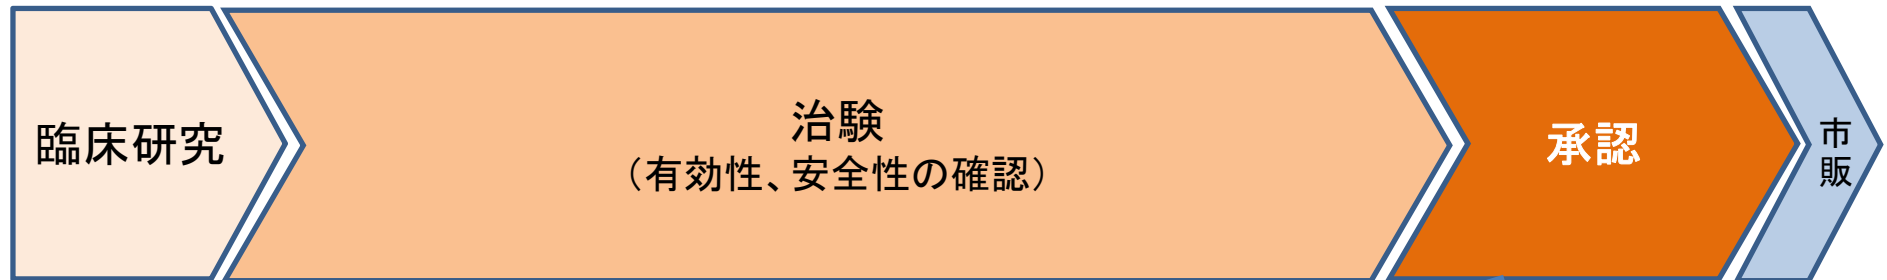 臨床研究
治験
（有効性、安全性の確認）
承認
市
販